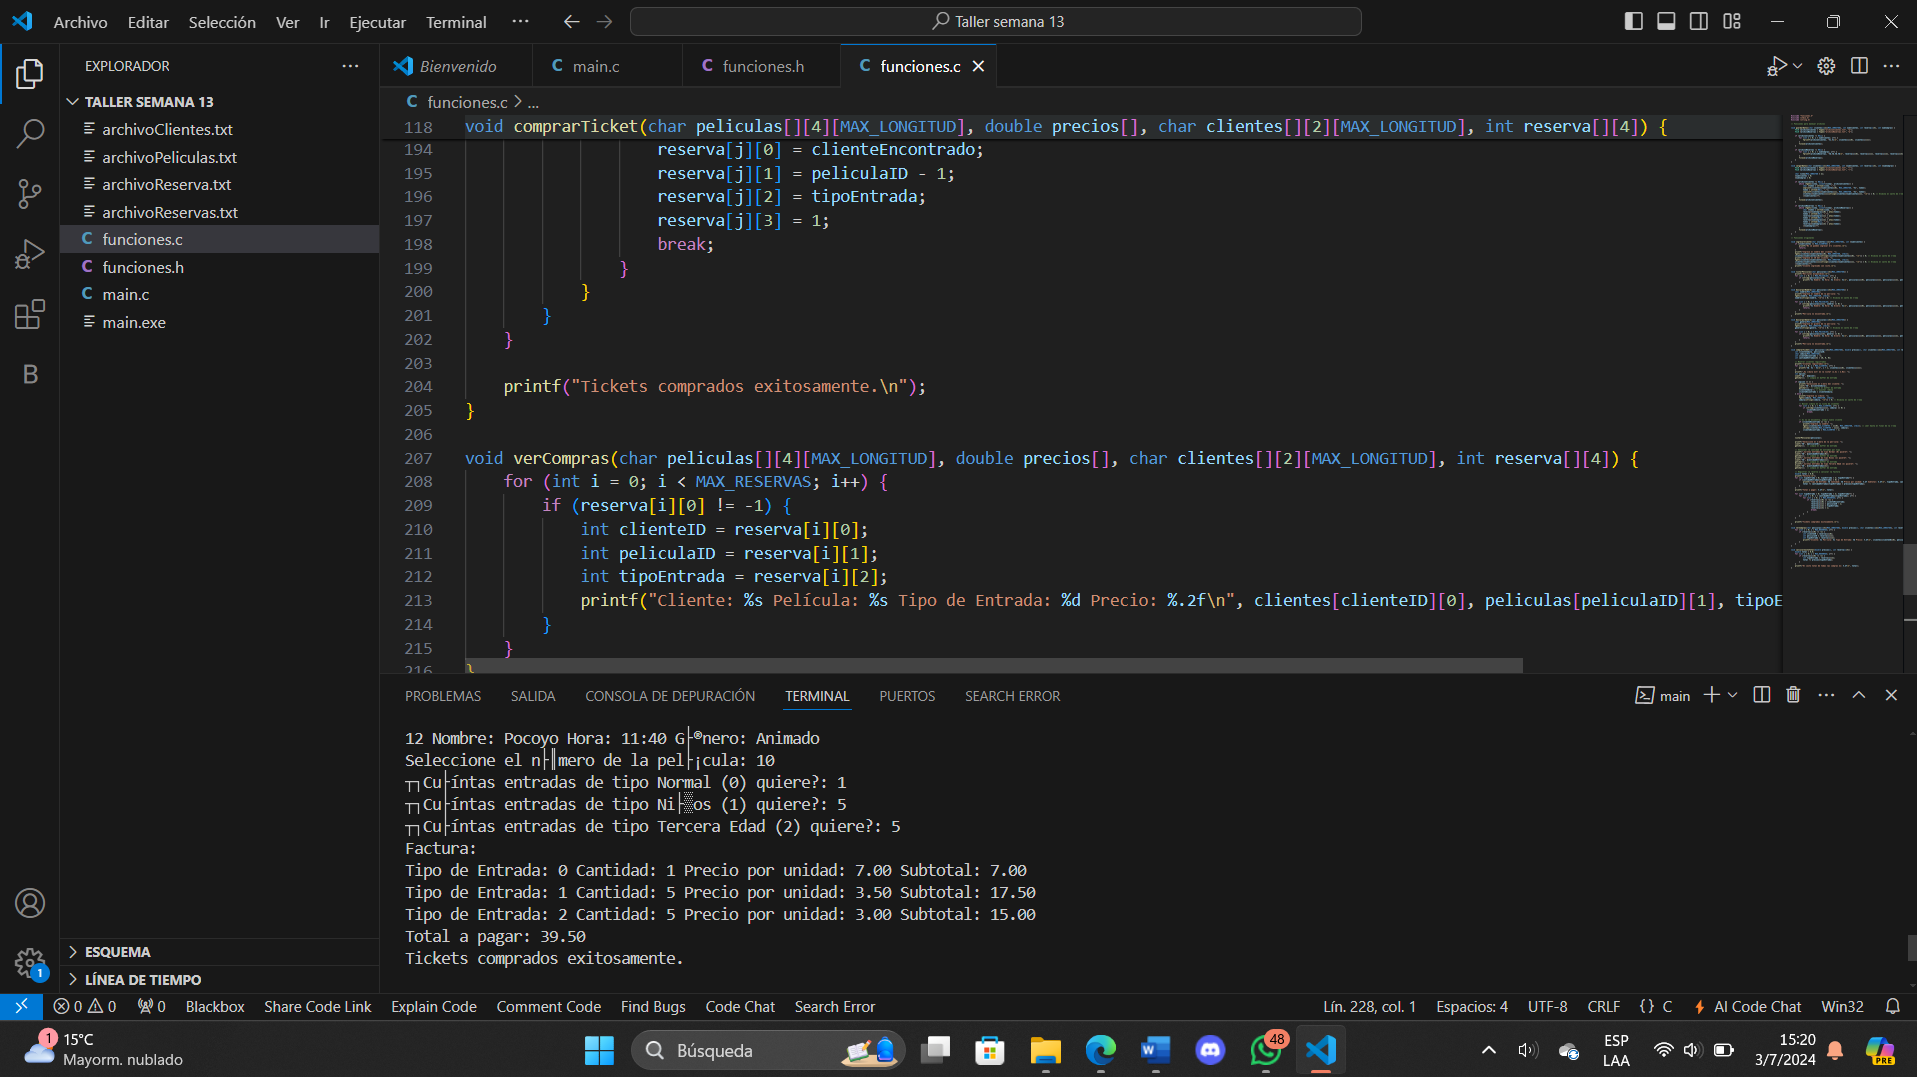 Archivo Editar Selección Ver Ir Ejecutar Terminal ··· Taller semana 13
EXPLORADOR ···
TALLER SEMANA 13
archivoClientes.txt
archivoPeliculas.txt
archivoReserva.txt
archivoReservas.txt
C funciones.c
C funciones.h
C main.c
main.exe
ESQUEMA
LÍNEA DE TIEMPO
Bienvenido C main.c C funciones.h C funciones.c
C funciones.c > ...
118 void comprarTicket(char peliculas[][4][MAX_LONGITUD], double precios[], char clientes[][2][MAX_LONGITUD], int reserva[][4]) {
194 reserva[j][0] = clienteEncontrado;
195 reserva[j][1] = peliculaID - 1;
196 reserva[j][2] = tipoEntrada;
197 reserva[j][3] = 1;
198 break;
199 }
200 }
201 }
202 }
203
204 printf("Tickets comprados exitosamente.\n");
205 }
206
207 void verCompras(char peliculas[][4][MAX_LONGITUD], double precios[], char clientes[][2][MAX_LONGITUD], int reserva[][4]) {
208 for (int i = 0; i < MAX_RESERVAS; i++) {
209 if (reserva[i][0] != -1) {
210 int clienteID = reserva[i][0];
211 int peliculaID = reserva[i][1];
212 int tipoEntrada = reserva[i][2];
213 printf("Cliente: %s Película: %s Tipo de Entrada: %d Precio: %.2f\n", clientes[clienteID][0], peliculas[peliculaID][1], tipoE
214 }
215 }
216 }
PROBLEMAS SALIDA CONSOLA DE DEPURACIÓN TERMINAL PUERTOS SEARCH ERROR main
12 Nombre: Pocoyo Hora: 11:40 G├®nero: Animado
Seleccione el n├║mero de la pel├¡cula: 10
┬┐Cu├íntas entradas de tipo Normal (0) quiere?: 1
┬┐Cu├íntas entradas de tipo Ni├▒os (1) quiere?: 5
┬┐Cu├íntas entradas de tipo Tercera Edad (2) quiere?: 5
Factura:
Tipo de Entrada: 0 Cantidad: 1 Precio por unidad: 7.00 Subtotal: 7.00
Tipo de Entrada: 1 Cantidad: 5 Precio por unidad: 3.50 Subtotal: 17.50
Tipo de Entrada: 2 Cantidad: 5 Precio por unidad: 3.00 Subtotal: 15.00
Total a pagar: 39.50
Tickets comprados exitosamente.
B
1
0 0 0 Blackbox Share Code Link Explain Code Comment Code Find Bugs Code Chat Search Error Lín. 228, col. 1 Espacios: 4 UTF-8 CRLF {} C AI Code Chat Win32
1 15°C
Mayorm. nublado
Búsqueda
48
ESP
LAA
15:20
3/7/2024
PRE